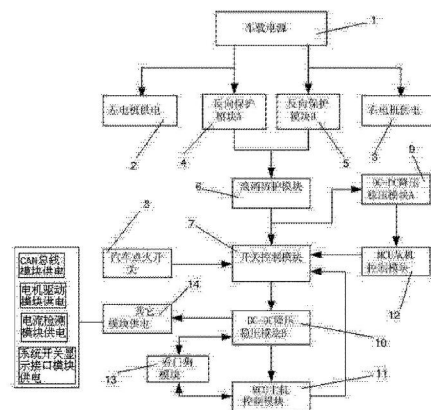 车载电源
1
左电机供电
反向保护
模块A
反向保护
模块B
右电机供电
2
4
5
3
9
浪涌防护模块
6
DC-DC降压
稳压模块A
8
7
汽车点火开
关
开关控制模块
MCU从机
控制模块
12
CAN总线
模块供电
电机驱动
模块供电
电流检测
模块供电
系统开关显
示接口模块
供电
14
其它
模块供电
DC-DC降压
稳压模块B
10
13
模块
MCU主机
控制模块
11